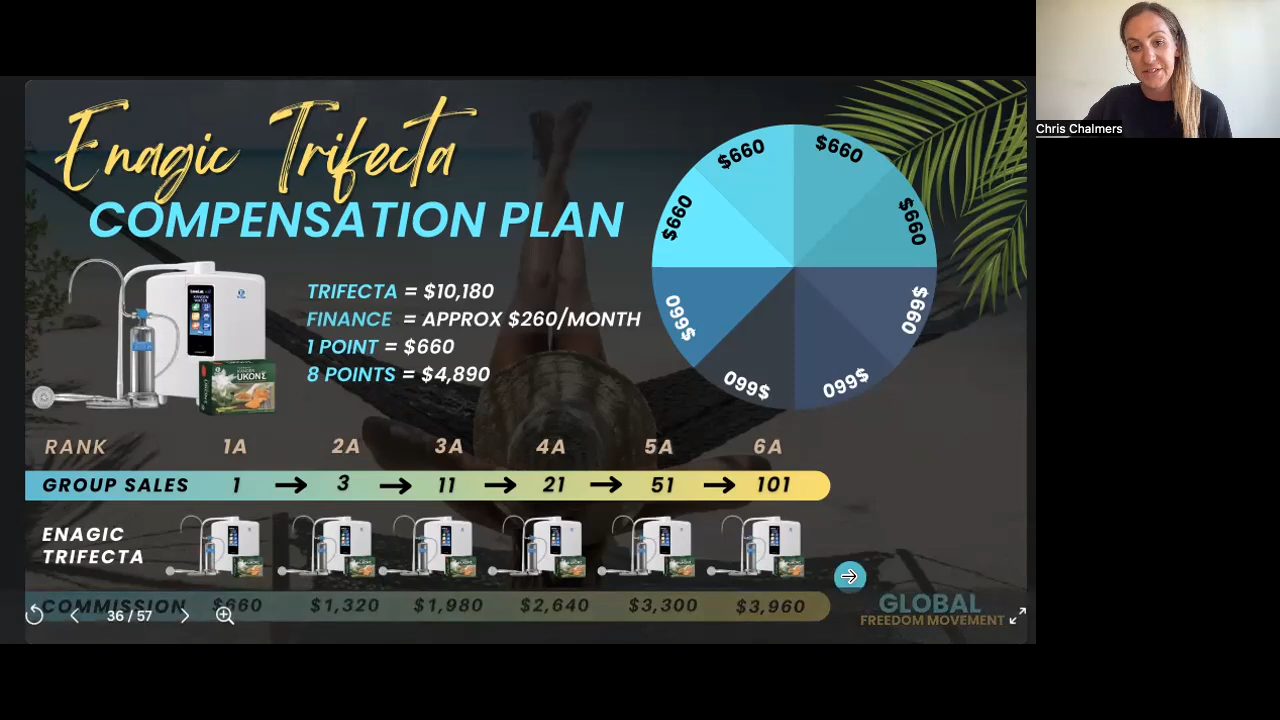 Chris Chalmers
Enagic Trifecta
COMPENSATION PLAN
TRIFECTA = $10,180
FINANCE = APPROX $260/MONTH
1 POINT = $660
8 POINTS = $4,890
$660
$660
$660
$660
$660
$660
$660
$660
RANK 1A 2A 3A 4A 5A 6A
GROUP SALES 1 → 3 → 11 → 21 → 51 → 101
ENAGIC
TRIFECTA
COMMISSION $660 $1,320 $1,980 $2,640 $3,300 $3,960
36 / 57
GLOBAL
FREEDOM MOVEMENT
UKONΣ